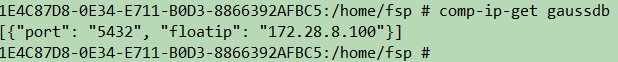 1E4C87D8-0E34-E711-B0D3-8866392AFBC5:/home/fsp # comp-ip-get gaussdb
[{"port": "5432", "floatip": "172.28.8.100"}]
1E4C87D8-0E34-E711-B0D3-8866392AFBC5:/home/fsp #